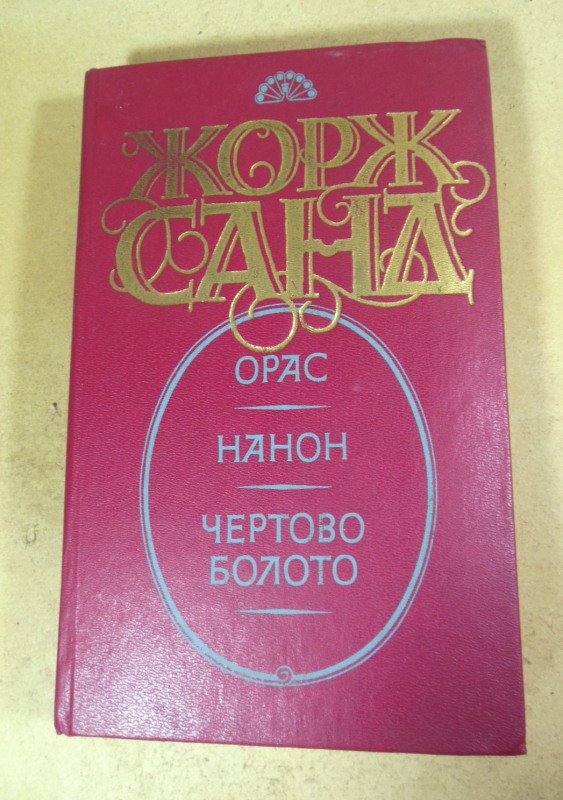 ЖОРЖ
САНД
ОРАС
НАНОН
ЧЕРТОВО
БОЛОТО